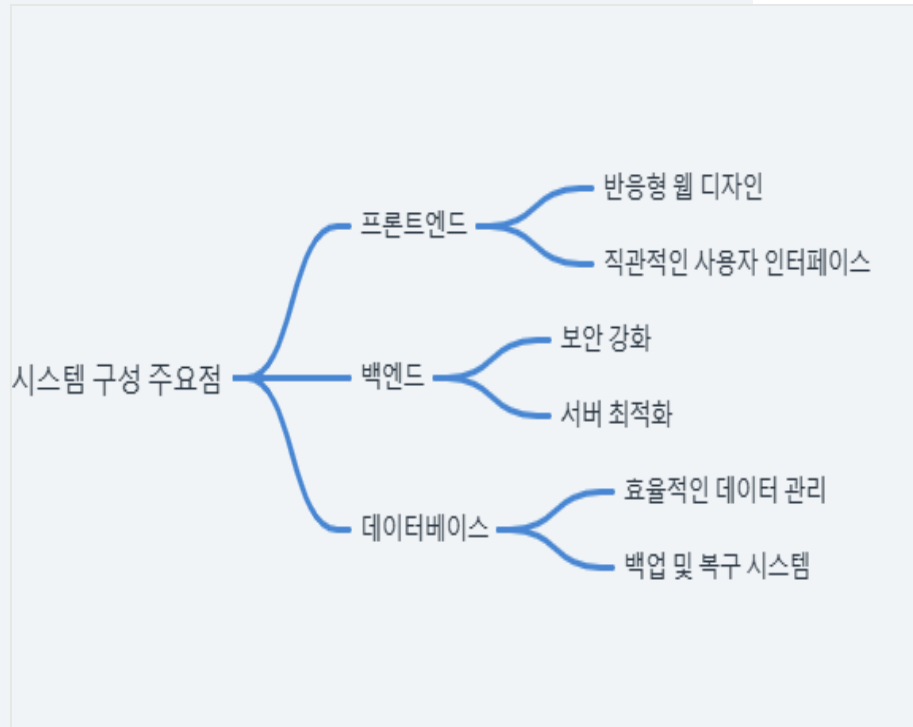 시스템 구성 주요점
프론트엔드
반응형 웹 디자인
직관적인 사용자 인터페이스
백엔드
보안 강화
서버 최적화
데이터베이스
효율적인 데이터 관리
백업 및 복구 시스템